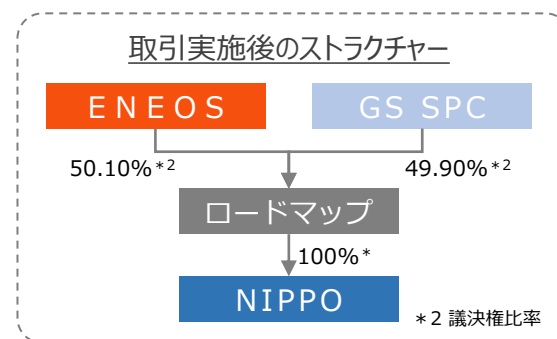 取引実施後のストラクチャー
ENEOS
GS SPC
50.10%*2
49.90%*2
ロードマップ
100%*
NIPPO
*2 議決権比率